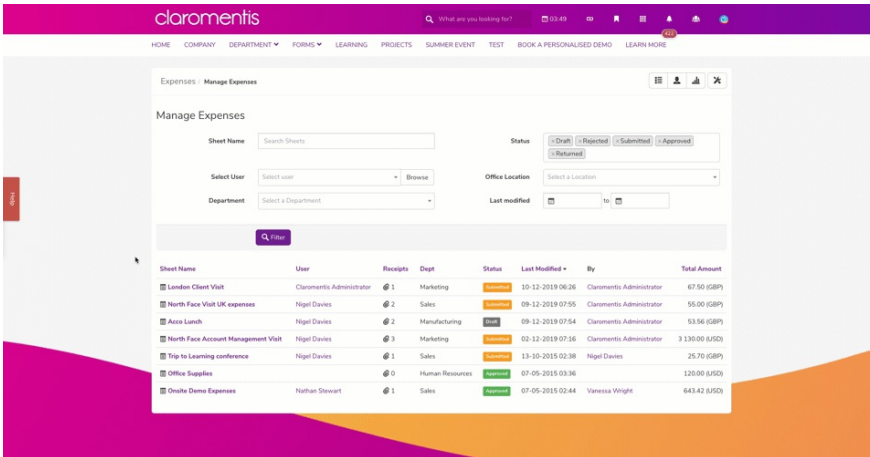 claromentis
What are you looking for?
03:49
422
HOME COMPANY DEPARTMENT FORMS LEARNING PROJECTS SUMMER EVENT TEST BOOK A PERSONALISED DEMO LEARN MORE
Expenses / Manage Expenses
Manage Expenses
Sheet Name Search Sheets Status ×Draft ×Rejected ×Submitted ×Approved
×Returned
Select User Select user Browse Office Location Select a Location
Department Select a Department Last modified to
Help
Filter
Sheet Name User Receipts Dept Status Last Modified By Total Amount
London Client Visit Claromentis Administrator 1 Marketing Submitted 10-12-2019 06:26 Claromentis Administrator 67.50 (GBP)
North Face Visit UK expenses Nigel Davies 2 Sales Submitted 09-12-2019 07:55 Claromentis Administrator 55.00 (GBP)
Acco Lunch Nigel Davies 2 Manufacturing Draft 09-12-2019 07:54 Claromentis Administrator 53.56 (GBP)
North Face Account Management Visit Nigel Davies 3 Marketing Submitted 02-12-2019 07:16 Claromentis Administrator 3 130.00 (USD)
Trip to Learning conference Nigel Davies 1 Sales Submitted 13-10-2015 02:38 Nigel Davies 25.70 (GBP)
Office Supplies 0 Human Resources Approved 07-05-2015 03:36 120.00 (USD)
Onsite Demo Expenses Nathan Stewart 1 Sales Approved 07-05-2015 02:44 Vanessa Wright 643.42 (USD)